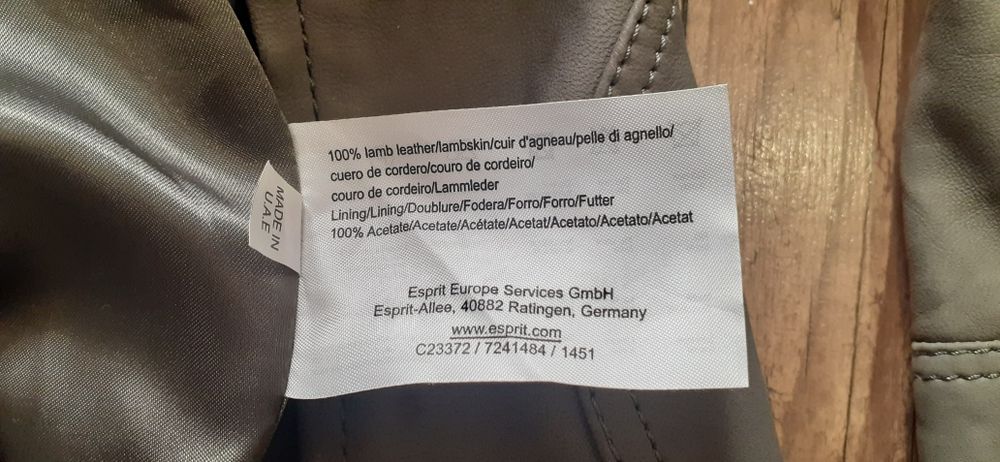 100% lamb leather/lambskin/cuir d'agneau/pelle di agnello/
cuero de cordero/couro de cordeiro/
couro de cordeiro/Lammleder
Lining/Lining/Doublure/Fodera/Forro/Forro/Futter
100% Acetate/Acetate/Acétate/Acetat/Acetato/Acetato/Acetat
Esprit Europe Services GmbH
Esprit-Allee, 40882 Ratingen, Germany
www.esprit.com
C23372 / 7241484 / 1451
MADE IN
U.A.E